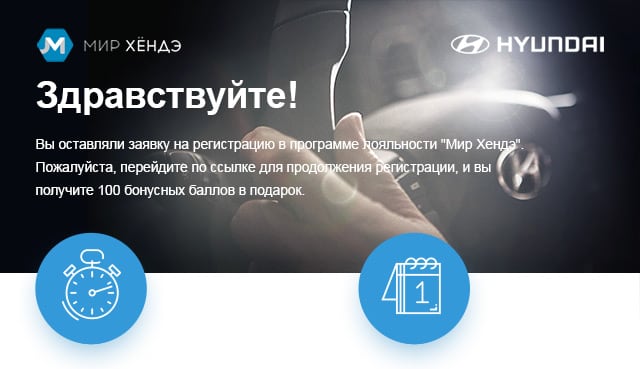 МИР ХЁНДЭ
HYUNDAI
Здравствуйте!
Вы оставляли заявку на регистрацию в программе лояльности "Мир Хендэ".
Пожалуйста, перейдите по ссылке для продолжения регистрации, и вы
получите 100 бонусных баллов в подарок.
1